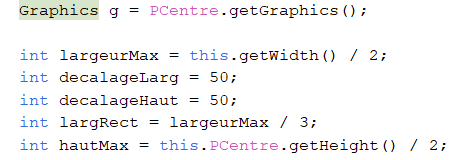 Graphics g = PCentre.getGraphics();
int largeurMax = this.getWidth() / 2;
int decalageLarg = 50;
int decalageHaut = 50;
int largRect = largeurMax / 3;
int hautMax = this.PCentre.getHeight() / 2;